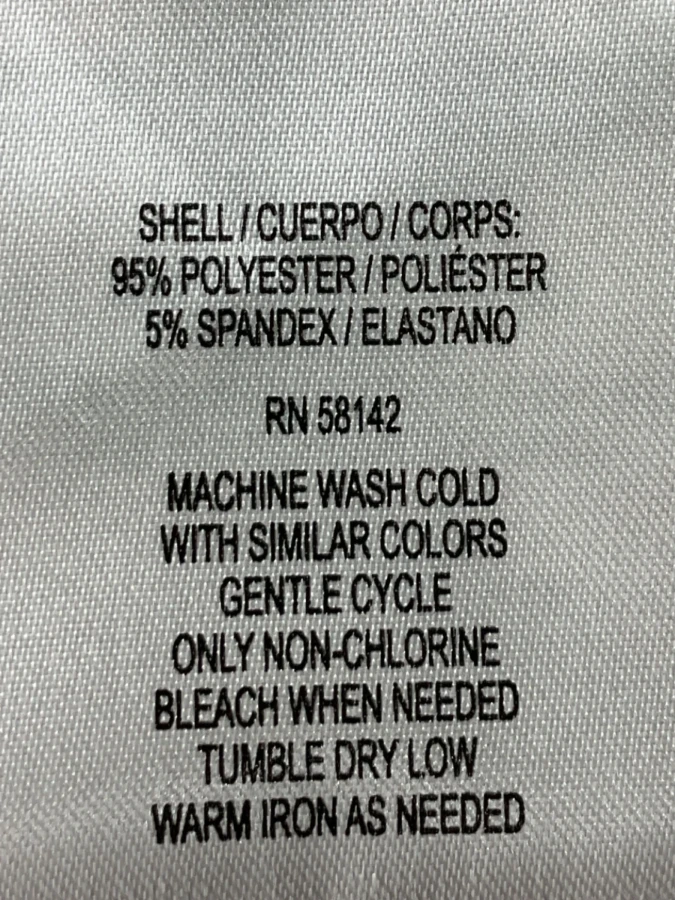 SHELL / CUERPO / CORPS:
95% POLYESTER / POLIÉSTER
5% SPANDEX / ELASTANO
RN 58142
MACHINE WASH COLD
WITH SIMILAR COLORS
GENTLE CYCLE
ONLY NON-CHLORINE
BLEACH WHEN NEEDED
TUMBLE DRY LOW
WARM IRON AS NEEDED